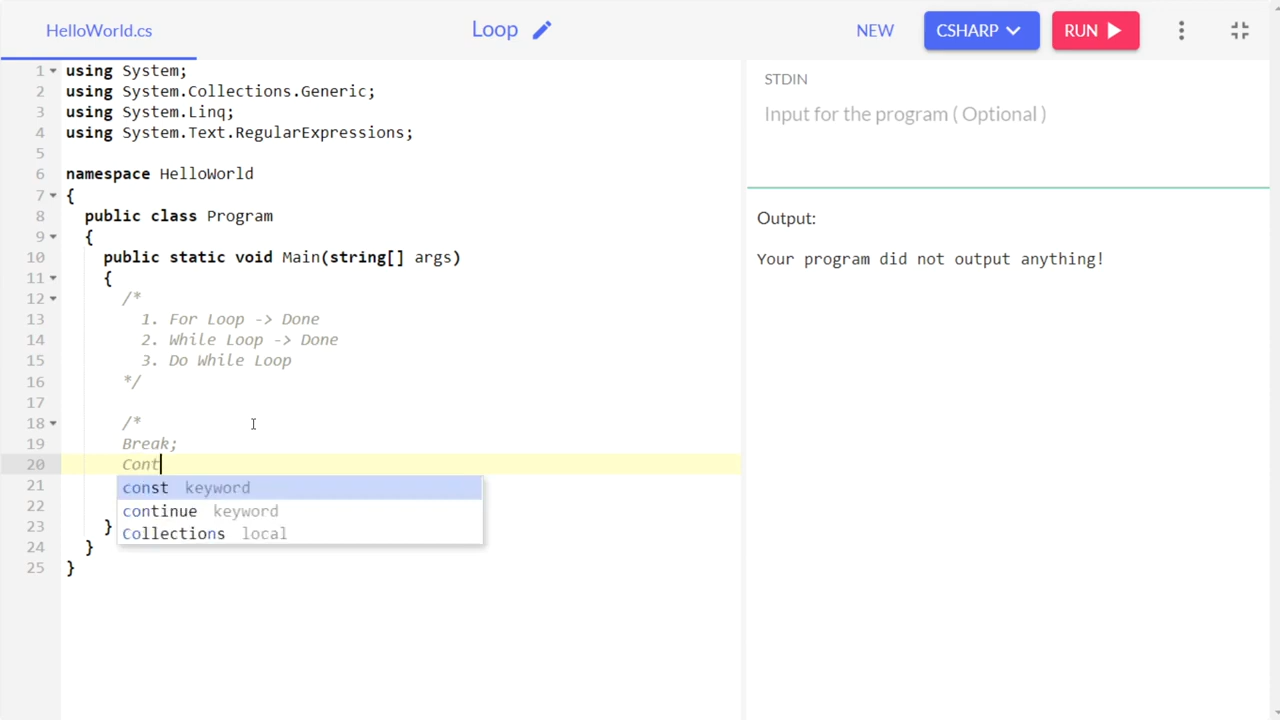 HelloWorld.cs
Loop
NEW
CSHARP
RUN
1 using System;
2 using System.Collections.Generic;
3 using System.Linq;
4 using System.Text.RegularExpressions;
5
6 namespace HelloWorld
7 {
8 public class Program
9 {
10 public static void Main(string[] args)
11 {
12 /*
13 1. For Loop -> Done
14 2. While Loop -> Done
15 3. Do While Loop
16 */
17
18 /*
19 Break;
20 Cont
21 const keyword
22 continue keyword
Collections local
23 }
24 }
25 }
STDIN
Input for the program ( Optional )
Output:
Your program did not output anything!